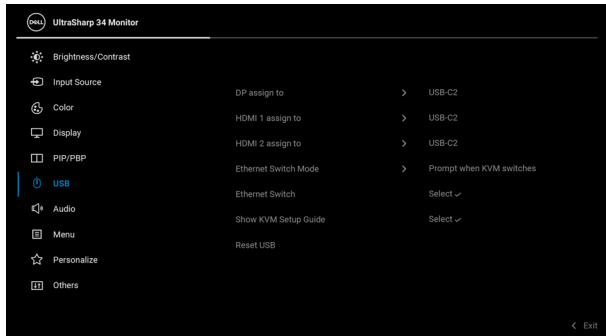 DELL UltraSharp 34 Monitor
Brightness/Contrast
Input Source
Color
Display
PIP/PBP
USB
Audio
Menu
Personalize
Others
DP assign to > USB-C2
HDMI 1 assign to > USB-C2
HDMI 2 assign to > USB-C2
Ethernet Switch Mode > Prompt when KVM switches
Ethernet Switch Select ✓
Show KVM Setup Guide Select ✓
Reset USB
< Exit